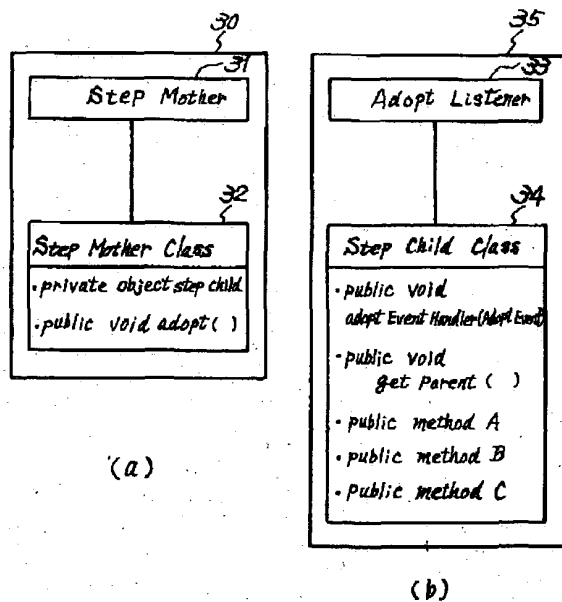 30
31
Step Mother
32
Step Mother Class
・private object step child
・public void adopt( )
(a)
35
33
Adopt Listener
34
Step Child Class
・public void
adopt Event Handler(Adopt Event)
・public void
get Parent ( )
・public method A
・public method B
・Public method C
(b)